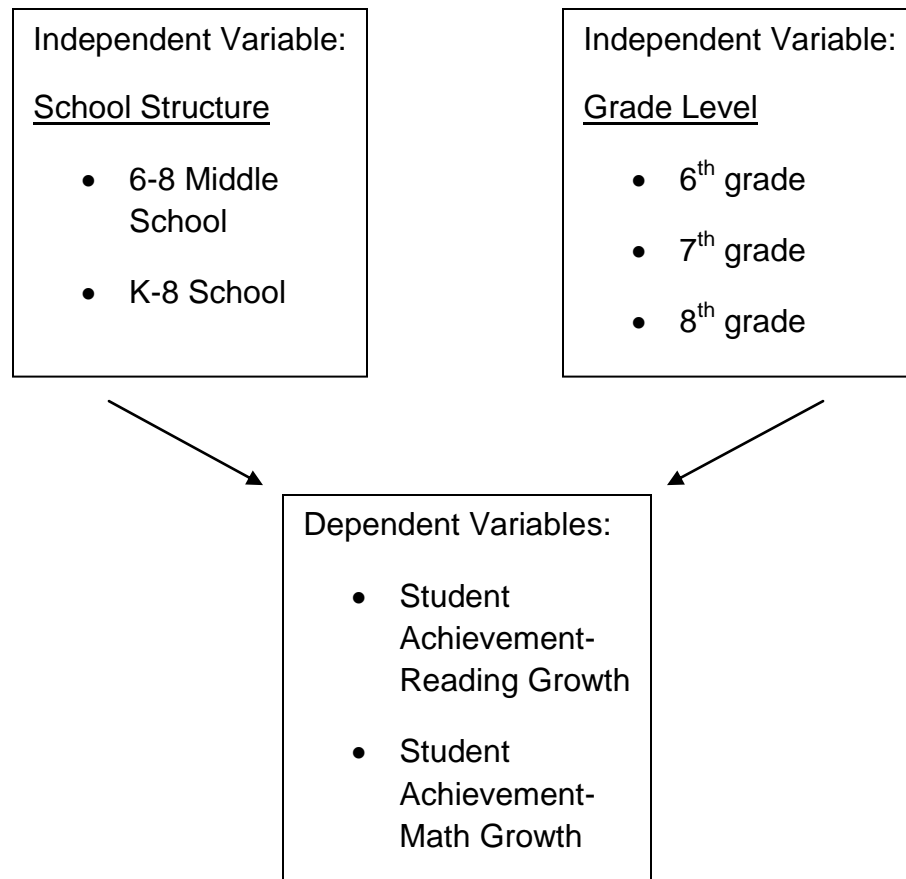 Independent Variable:
School Structure
• 6-8 Middle
School
• K-8 School
Independent Variable:
Grade Level
• 6th grade
• 7th grade
• 8th grade
Dependent Variables:
• Student
Achievement-
Reading Growth
• Student
Achievement-
Math Growth